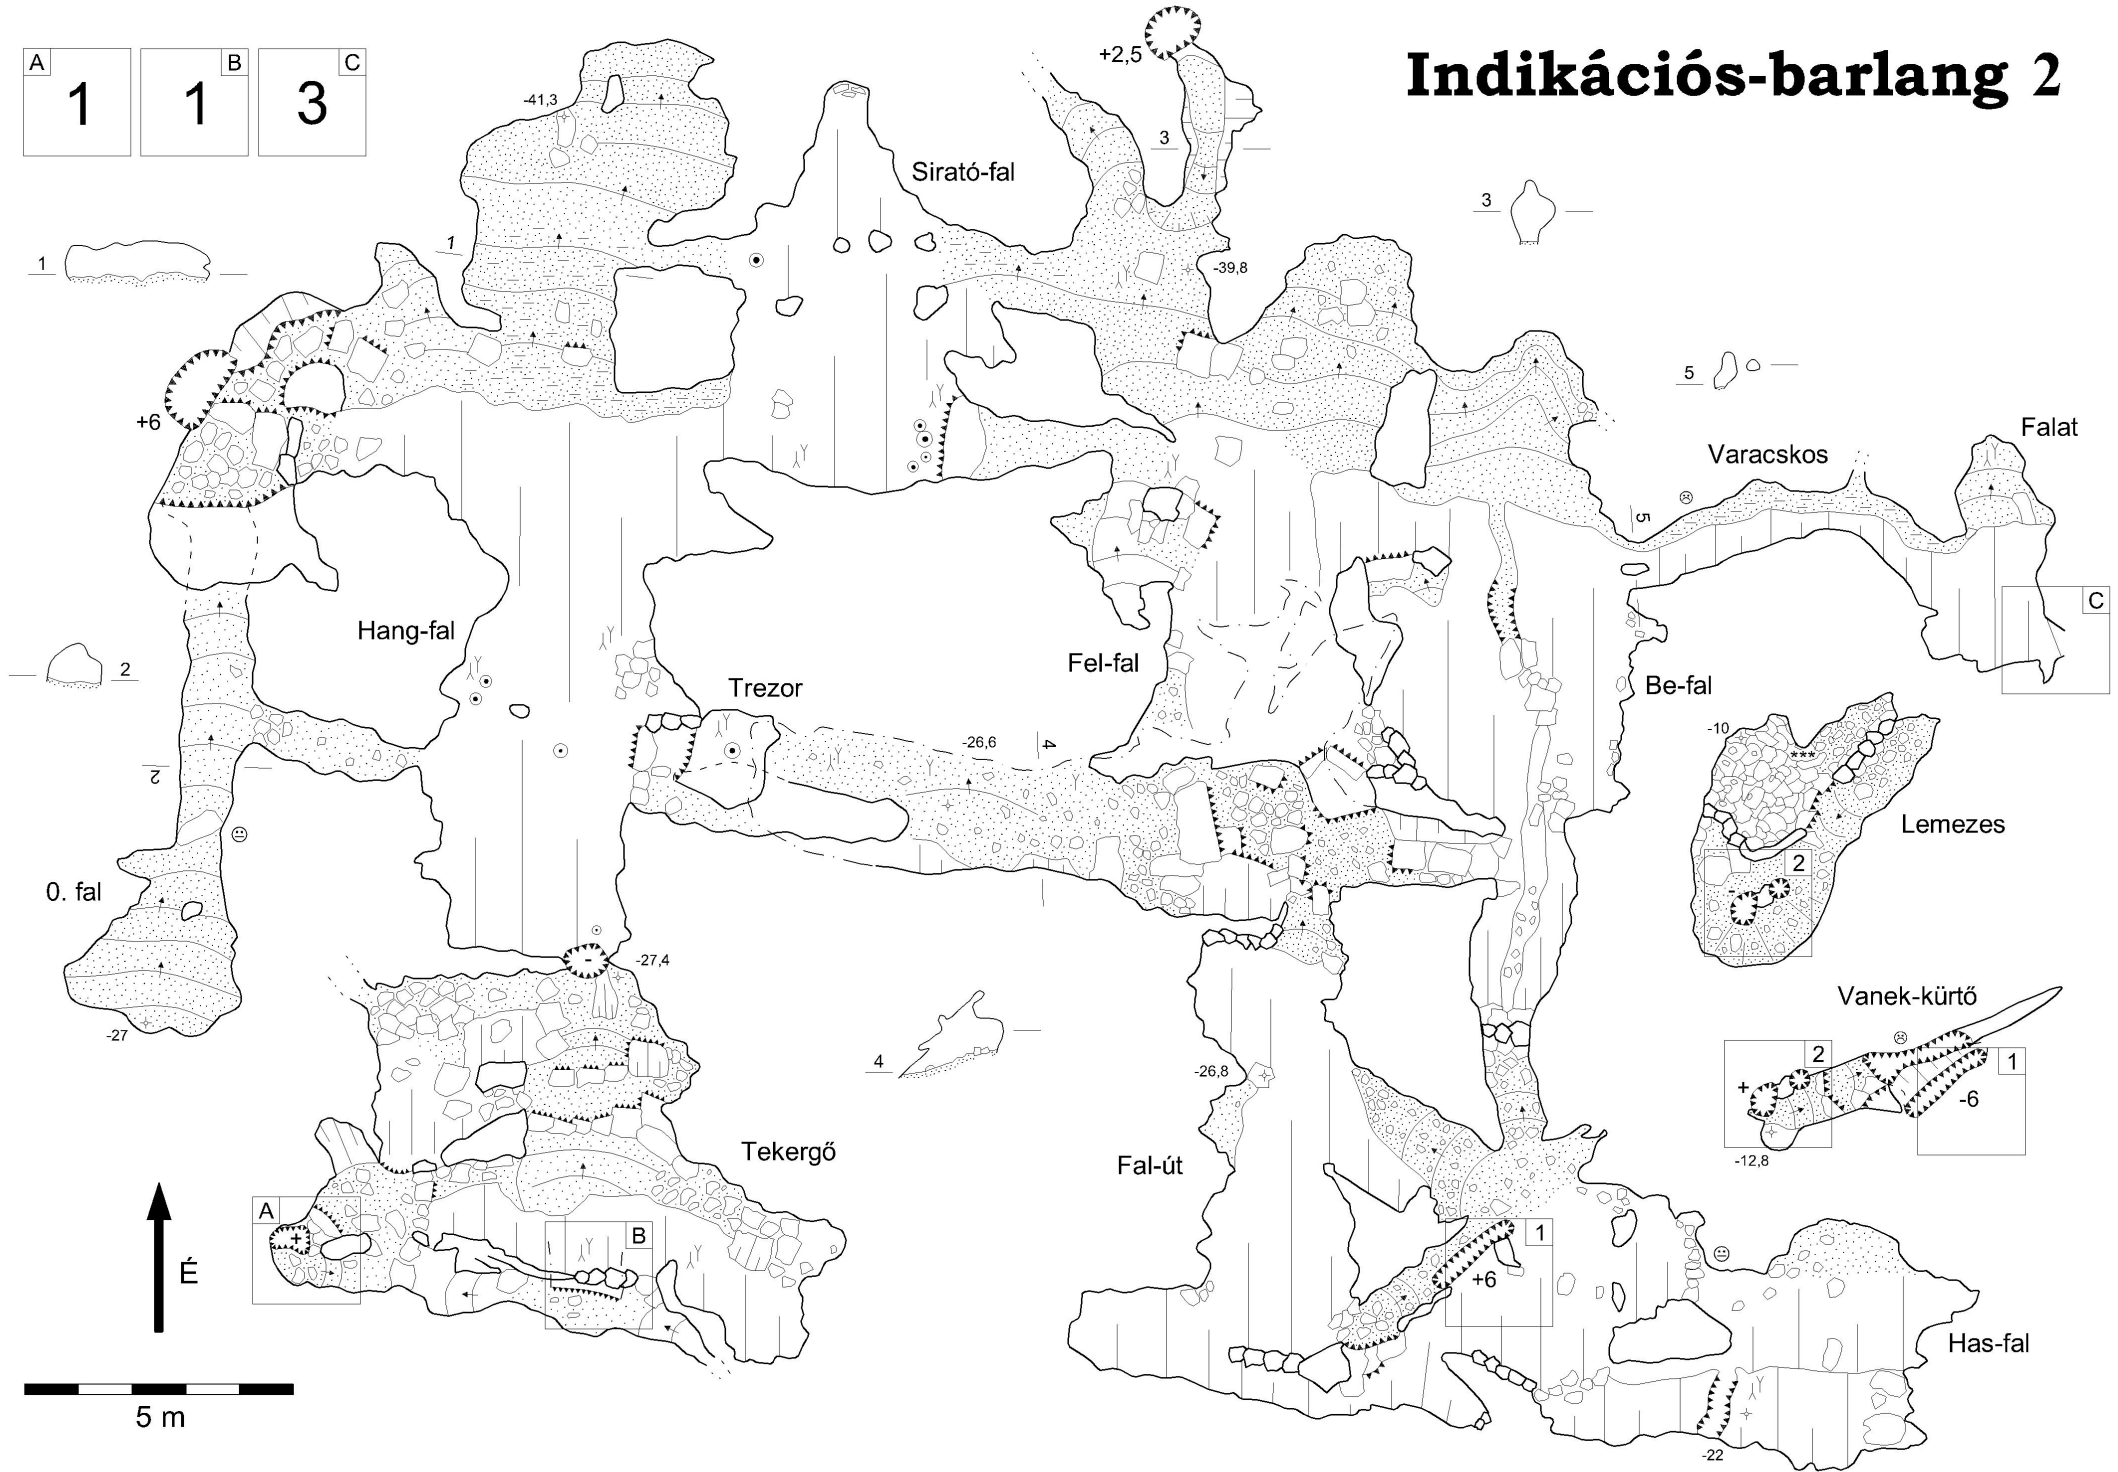 Indikációs-barlang 2
A
1
B
1
C
3
+2,5
-41,3
3
Sirató-fal
3
1
1
-39,8
5
+6
Falat
Varacskos
5
C
Hang-fal
2
Fel-fal
Trezor
Be-fal
-26,6
4
-10
***
2
Lemezes
2
0. fal
-
-
-27,4
Vanek-kürtő
-27
4
-26,8
2
+
1
-6
-12,8
Tekergő
Fal-út
A
+
B
É
1
+6
Has-fal
5 m
-22